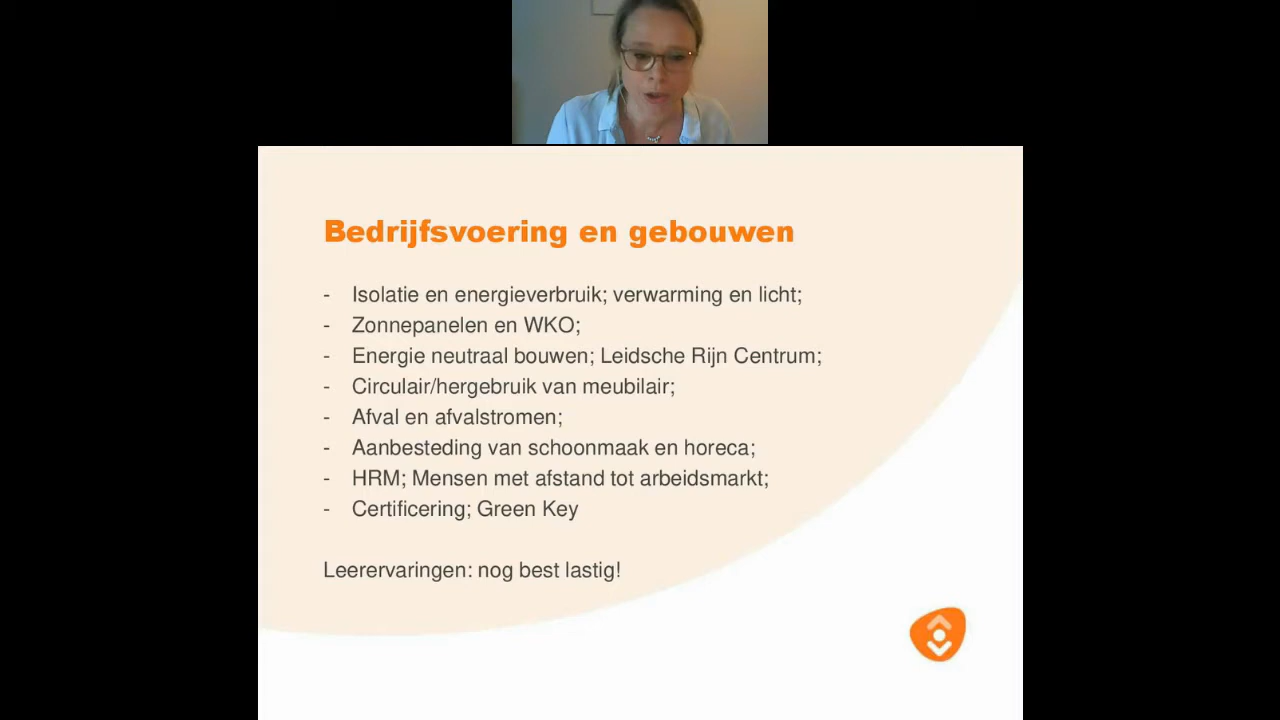 Bedrijfsvoering en gebouwen
- Isolatie en energieverbruik; verwarming en licht;
- Zonnepanelen en WKO;
- Energie neutraal bouwen; Leidsche Rijn Centrum;
- Circulair/hergebruik van meubilair;
- Afval en afvalstromen;
- Aanbesteding van schoonmaak en horeca;
- HRM; Mensen met afstand tot arbeidsmarkt;
- Certificering; Green Key
Leerervaringen: nog best lastig!